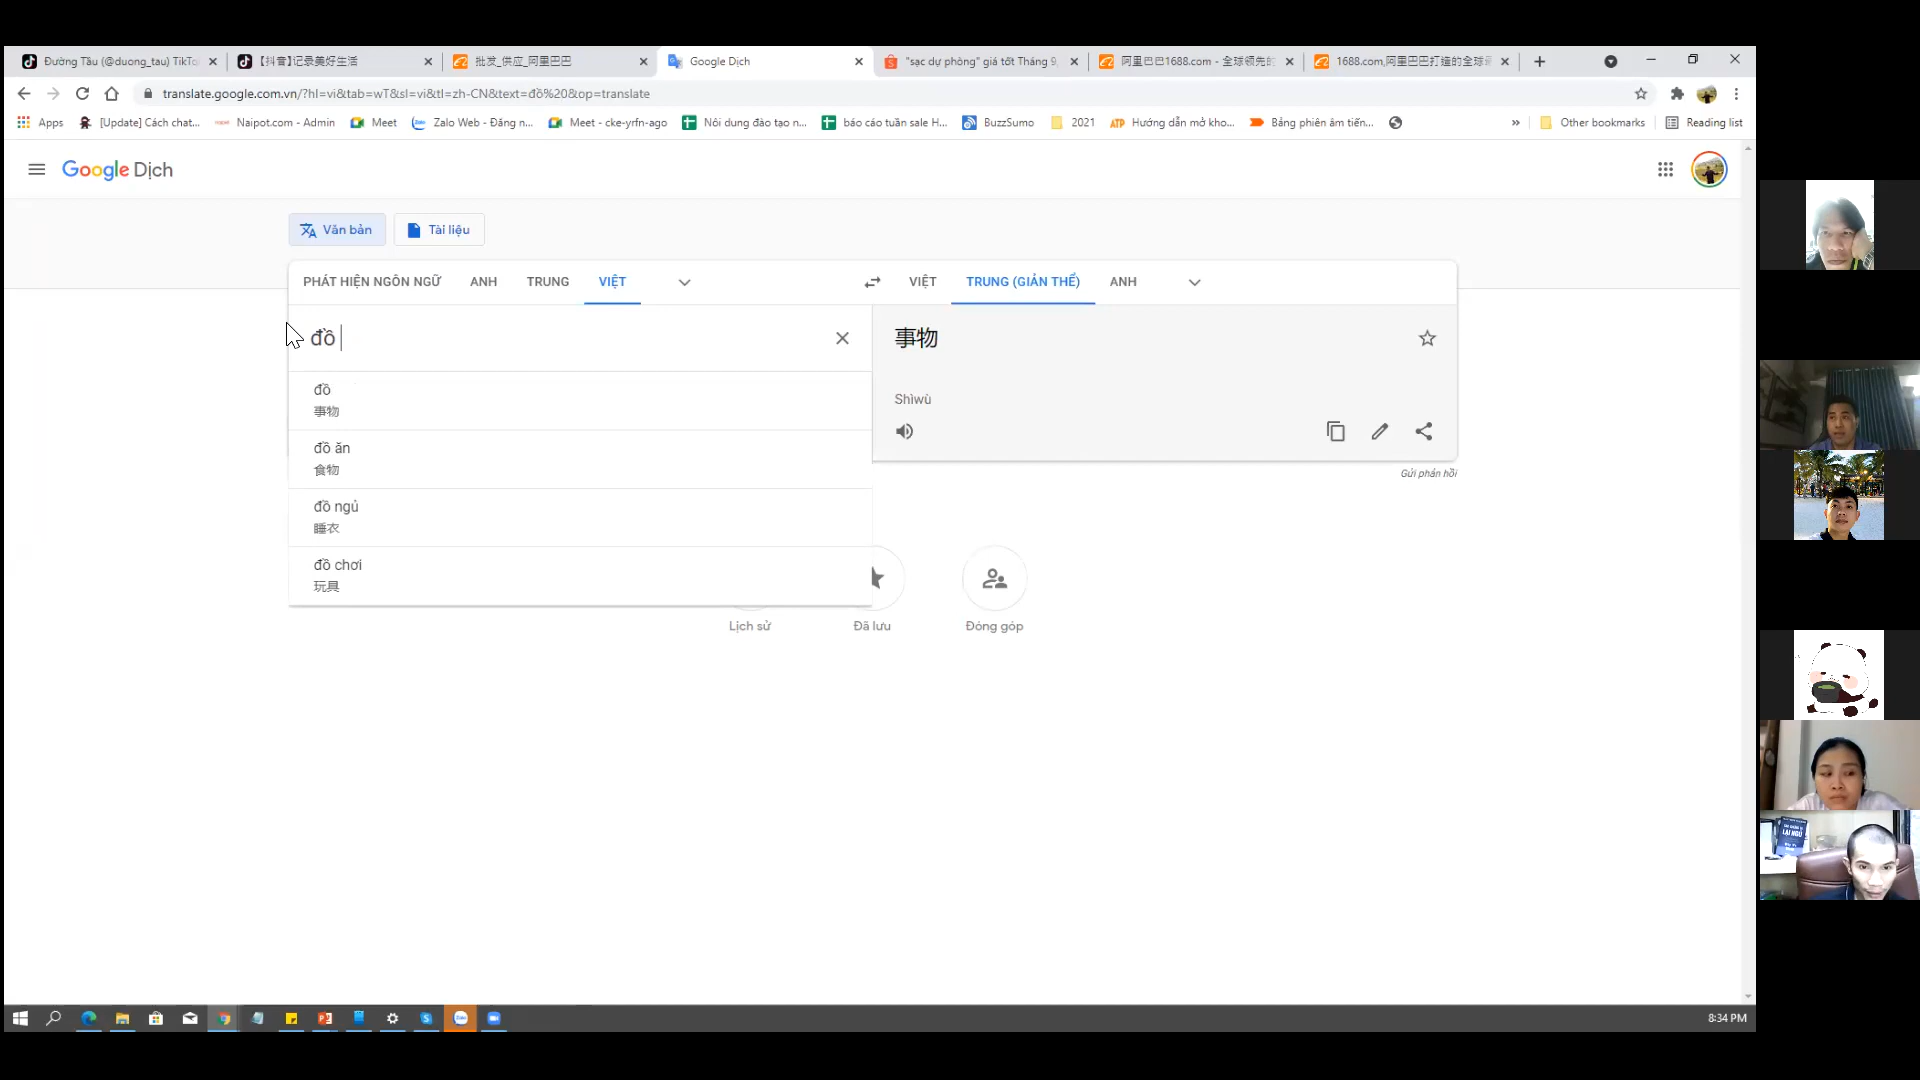 Đường Tàu (@duong_tau) TikTo
【抖音】记录美好生活
批发_供应_阿里巴巴
Google Dịch
"sạc dự phòng" giá tốt Tháng 9,
阿里巴巴1688.com - 全球领先的
1688.com,阿里巴巴打造的全球最
translate.google.com.vn/?hl=vi&tab=wT&sl=vi&tl=zh-CN&text=đồ%20&op=translate
Apps
[Update] Cách chat...
Naipot.com - Admin
Meet
Zalo Web - Đăng n...
Meet - cke-yrfn-ago
Nội dung đào tạo n...
báo cáo tuần sale H...
BuzzSumo
2021
ATP
Hướng dẫn mở kho...
Bảng phiên âm tiến...
»
Other bookmarks
Reading list
Google Dịch
Văn bản
Tài liệu
PHÁT HIỆN NGÔN NGỮ
ANH
TRUNG
VIỆT
VIỆT
TRUNG (GIẢN THỂ)
ANH
đồ
事物
Shìwù
đồ
事物
đồ ăn
食物
đồ ngủ
睡衣
đồ chơi
玩具
Gửi phản hồi
Lịch sử
Đã lưu
Đóng góp
LẠI NGŨ
8:34 PM